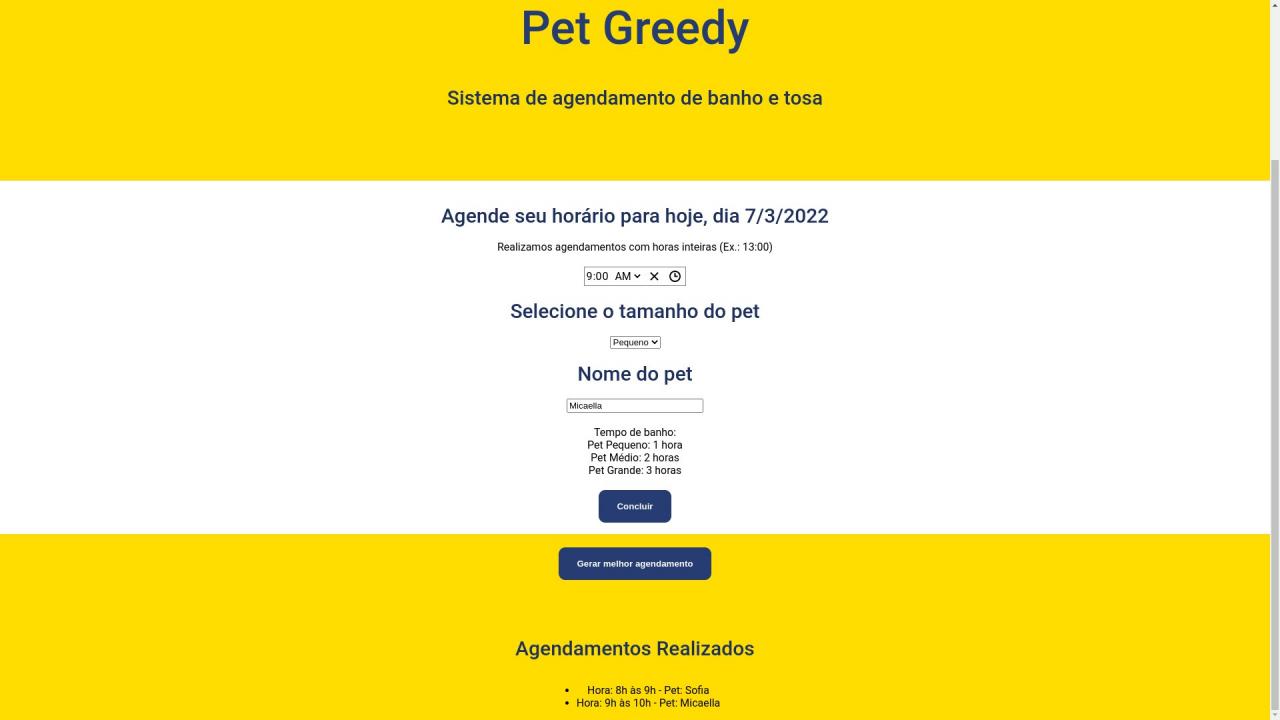 Pet Greedy
Sistema de agendamento de banho e tosa
Agende seu horário para hoje, dia 7/3/2022
Realizamos agendamentos com horas inteiras (Ex.: 13:00)
9:00 AM
Selecione o tamanho do pet
Pequeno
Nome do pet
Micaella
Tempo de banho:
Pet Pequeno: 1 hora
Pet Médio: 2 horas
Pet Grande: 3 horas
Concluir
Gerar melhor agendamento
Agendamentos Realizados
Hora: 8h às 9h - Pet: Sofia
Hora: 9h às 10h - Pet: Micaella